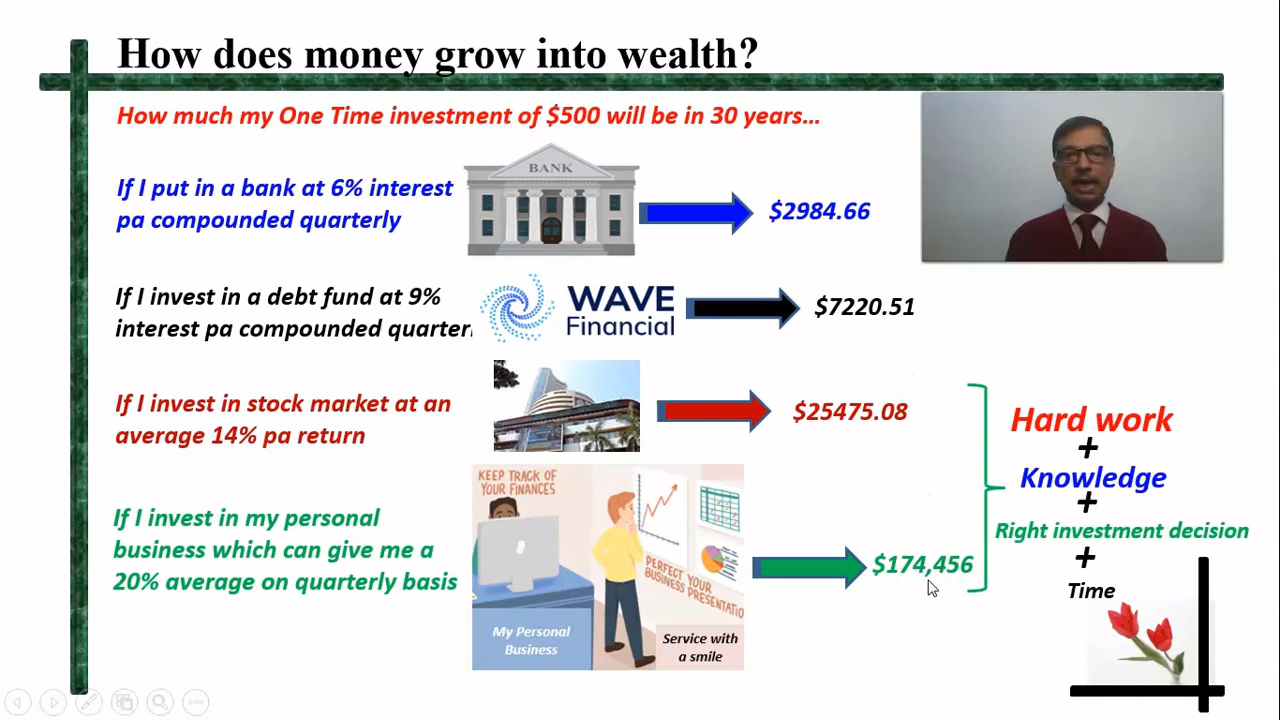 How does money grow into wealth?
How much my One Time investment of $500 will be in 30 years...
If I put in a bank at 6% interest
pa compounded quarterly
BANK
$2984.66
If I invest in a debt fund at 9%
interest pa compounded quarter
WAVE
Financial
$7220.51
If I invest in stock market at an
average 14% pa return
$25475.08
If I invest in my personal
business which can give me a
20% average on quarterly basis
KEEP TRACK OF
YOUR FINANCES
PERFECT YOUR
BUSINESS PRESENTATIO
My Personal
Business
Service with
a smile
$174,456
Hard work
+
Knowledge
+
Right investment decision
+
Time